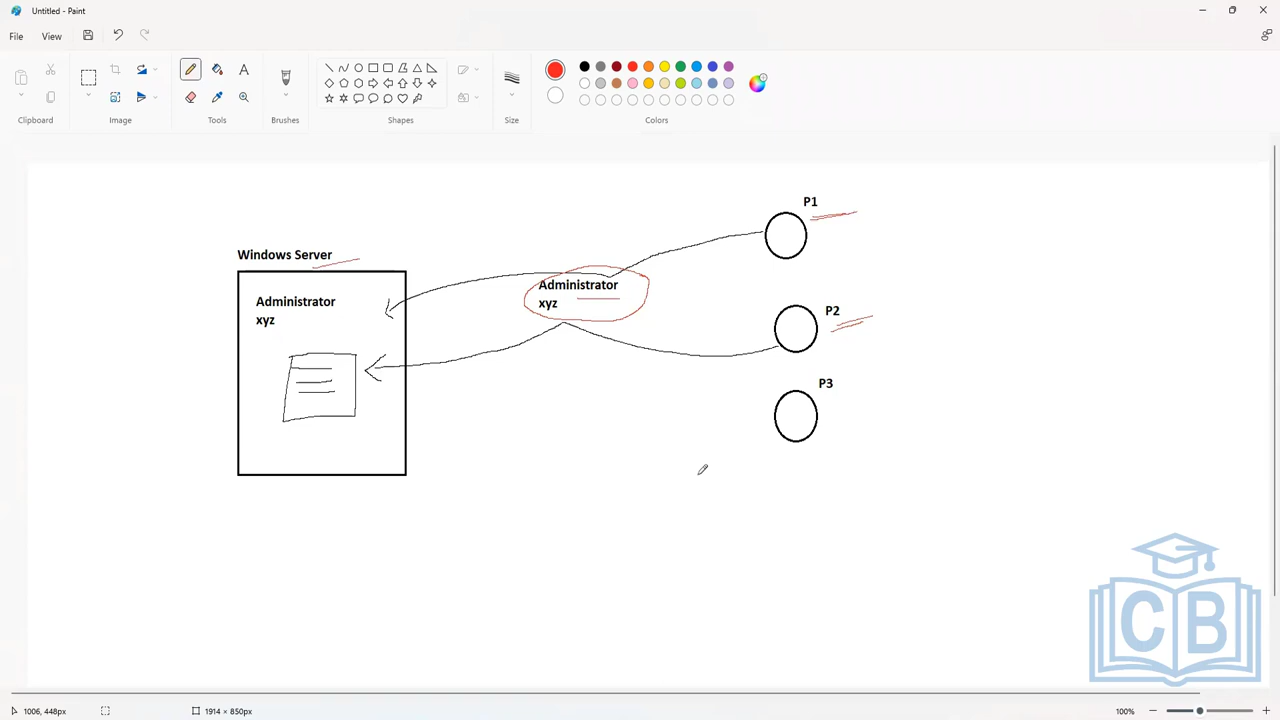 Untitled - Paint
File
View
Clipboard
Image
Tools
Brushes
Shapes
Size
Colors
A
P1
Windows Server
Administrator
xyz
Administrator
xyz
P2
P3
CB
1006, 448px
1914 × 850px
100%